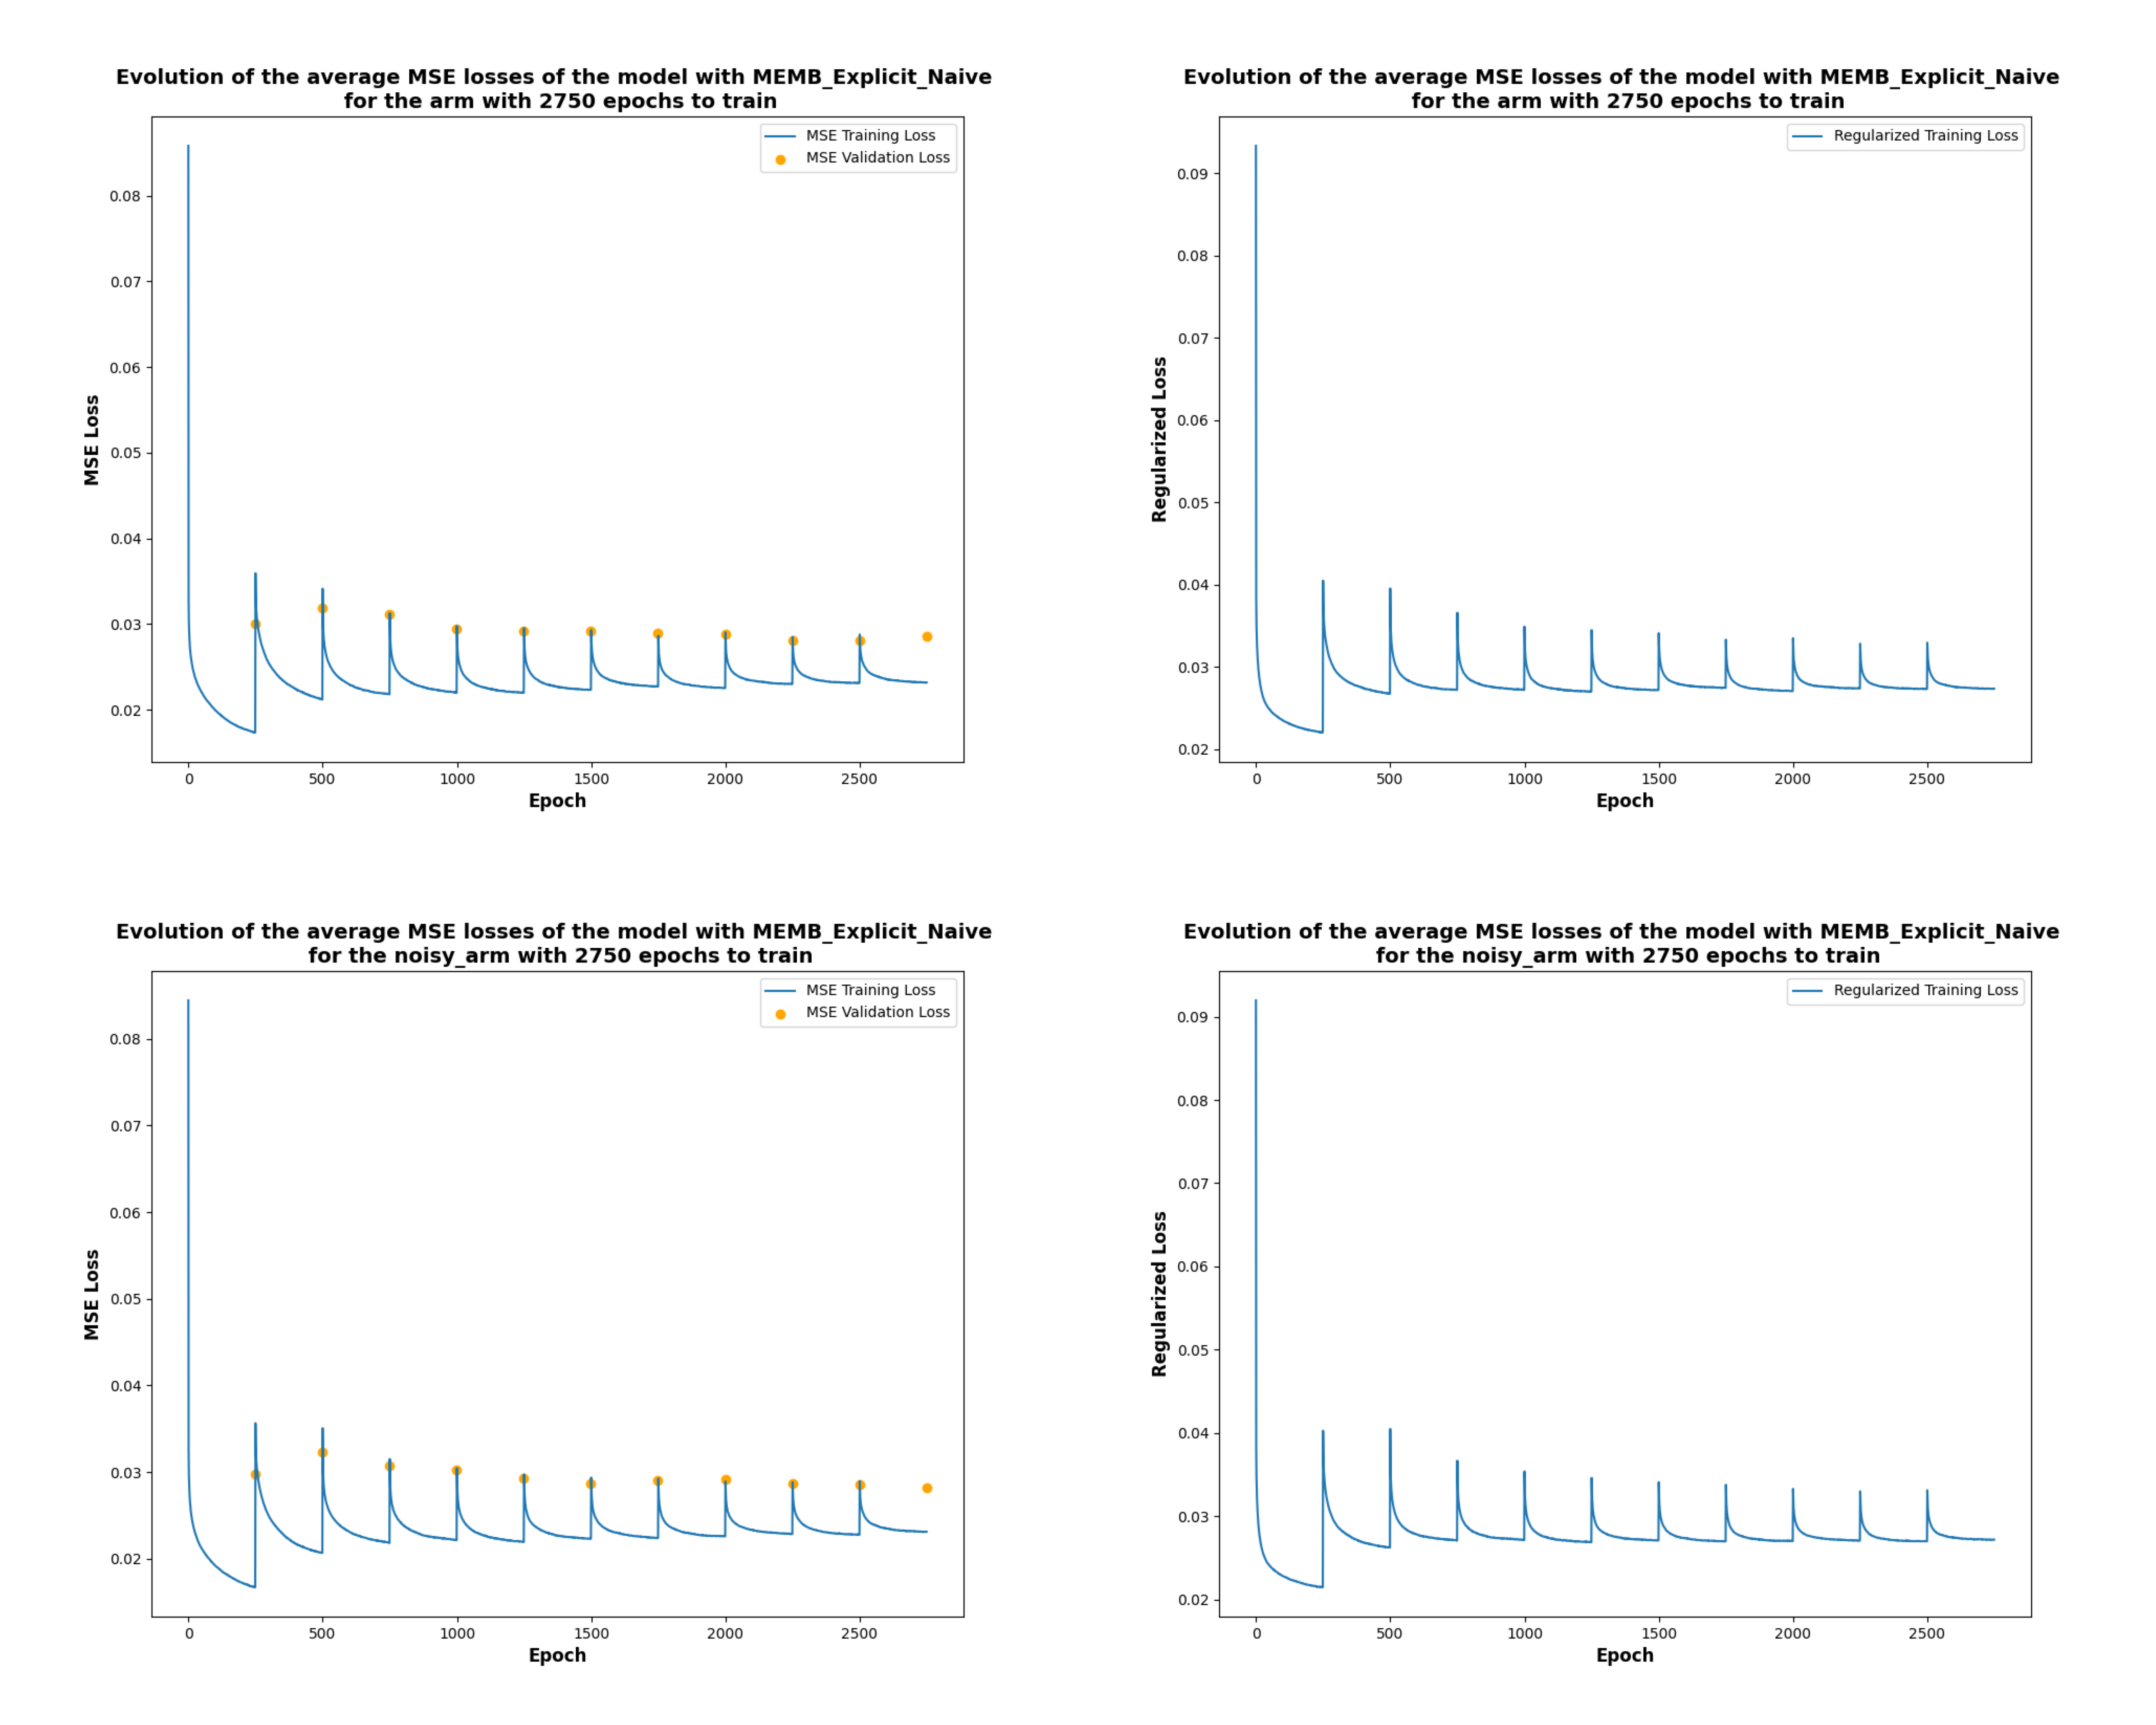 Evolution of the average MSE losses of the model with MEMB_Explicit_Naive
for the arm with 2750 epochs to train
MSE Training Loss
MSE Validation Loss
0.08
0.07
0.06
0.05
0.04
0.03
0.02
MSE Loss
0 500 1000 1500 2000 2500
Epoch
Evolution of the average MSE losses of the model with MEMB_Explicit_Naive
for the arm with 2750 epochs to train
Regularized Training Loss
0.09
0.08
0.07
0.06
0.05
0.04
0.03
0.02
Regularized Loss
0 500 1000 1500 2000 2500
Epoch
Evolution of the average MSE losses of the model with MEMB_Explicit_Naive
for the noisy_arm with 2750 epochs to train
MSE Training Loss
MSE Validation Loss
0.08
0.07
0.06
0.05
0.04
0.03
0.02
MSE Loss
0 500 1000 1500 2000 2500
Epoch
Evolution of the average MSE losses of the model with MEMB_Explicit_Naive
for the noisy_arm with 2750 epochs to train
Regularized Training Loss
0.09
0.08
0.07
0.06
0.05
0.04
0.03
0.02
Regularized Loss
0 500 1000 1500 2000 2500
Epoch